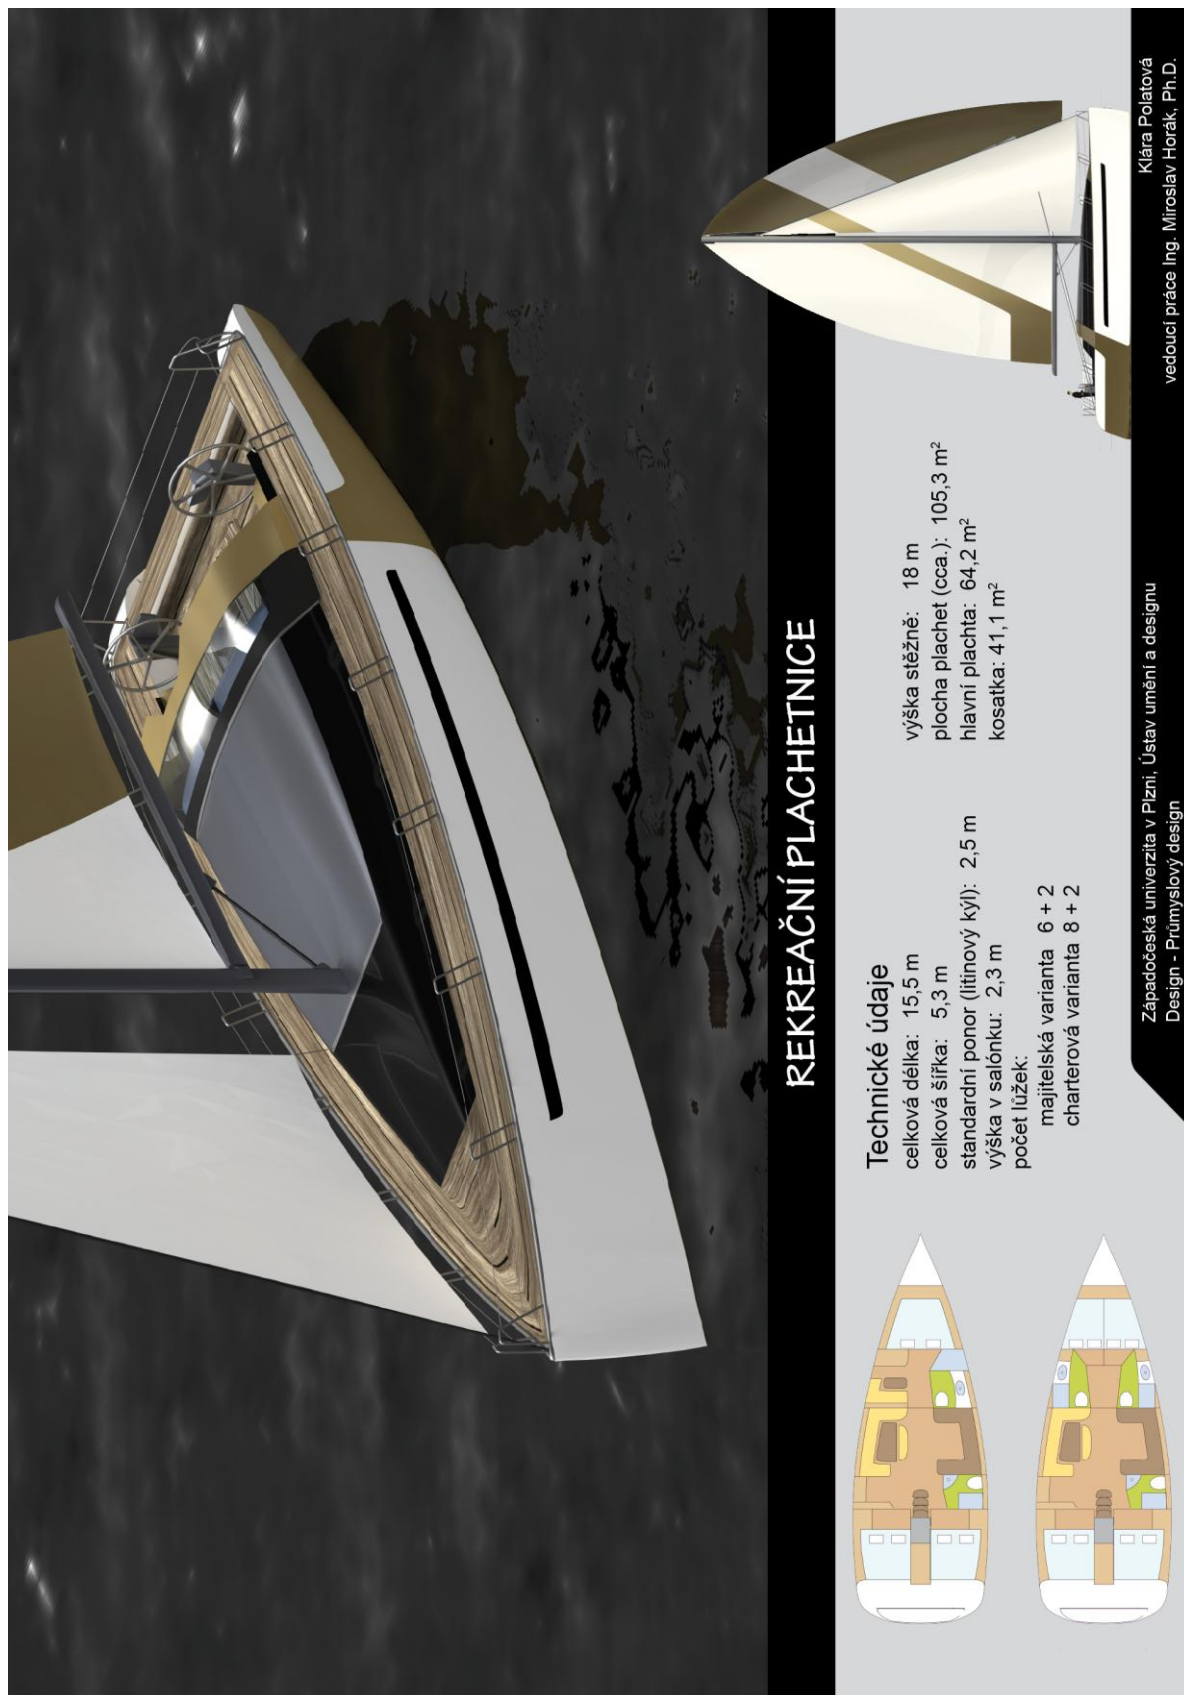 REKREAČNÍ PLACHETNICE
Technické údaje
celková délka: 15,5 m
celková šířka: 5,3 m
standardní ponor (litinový kýl): 2,5 m
výška v salónku: 2,3 m
počet lůžek:
majitelská varianta 6 + 2
charterová varianta 8 + 2
výška stěžně: 18 m
plocha plachet (cca.): 105,3 m²
hlavní plachta: 64,2 m²
kosatka: 41,1 m²
Západočeská univerzita v Plzni, Ústav umění a designu
Design - Průmyslový design
Klára Polatová
vedoucí práce Ing. Miroslav Horák, Ph.D.